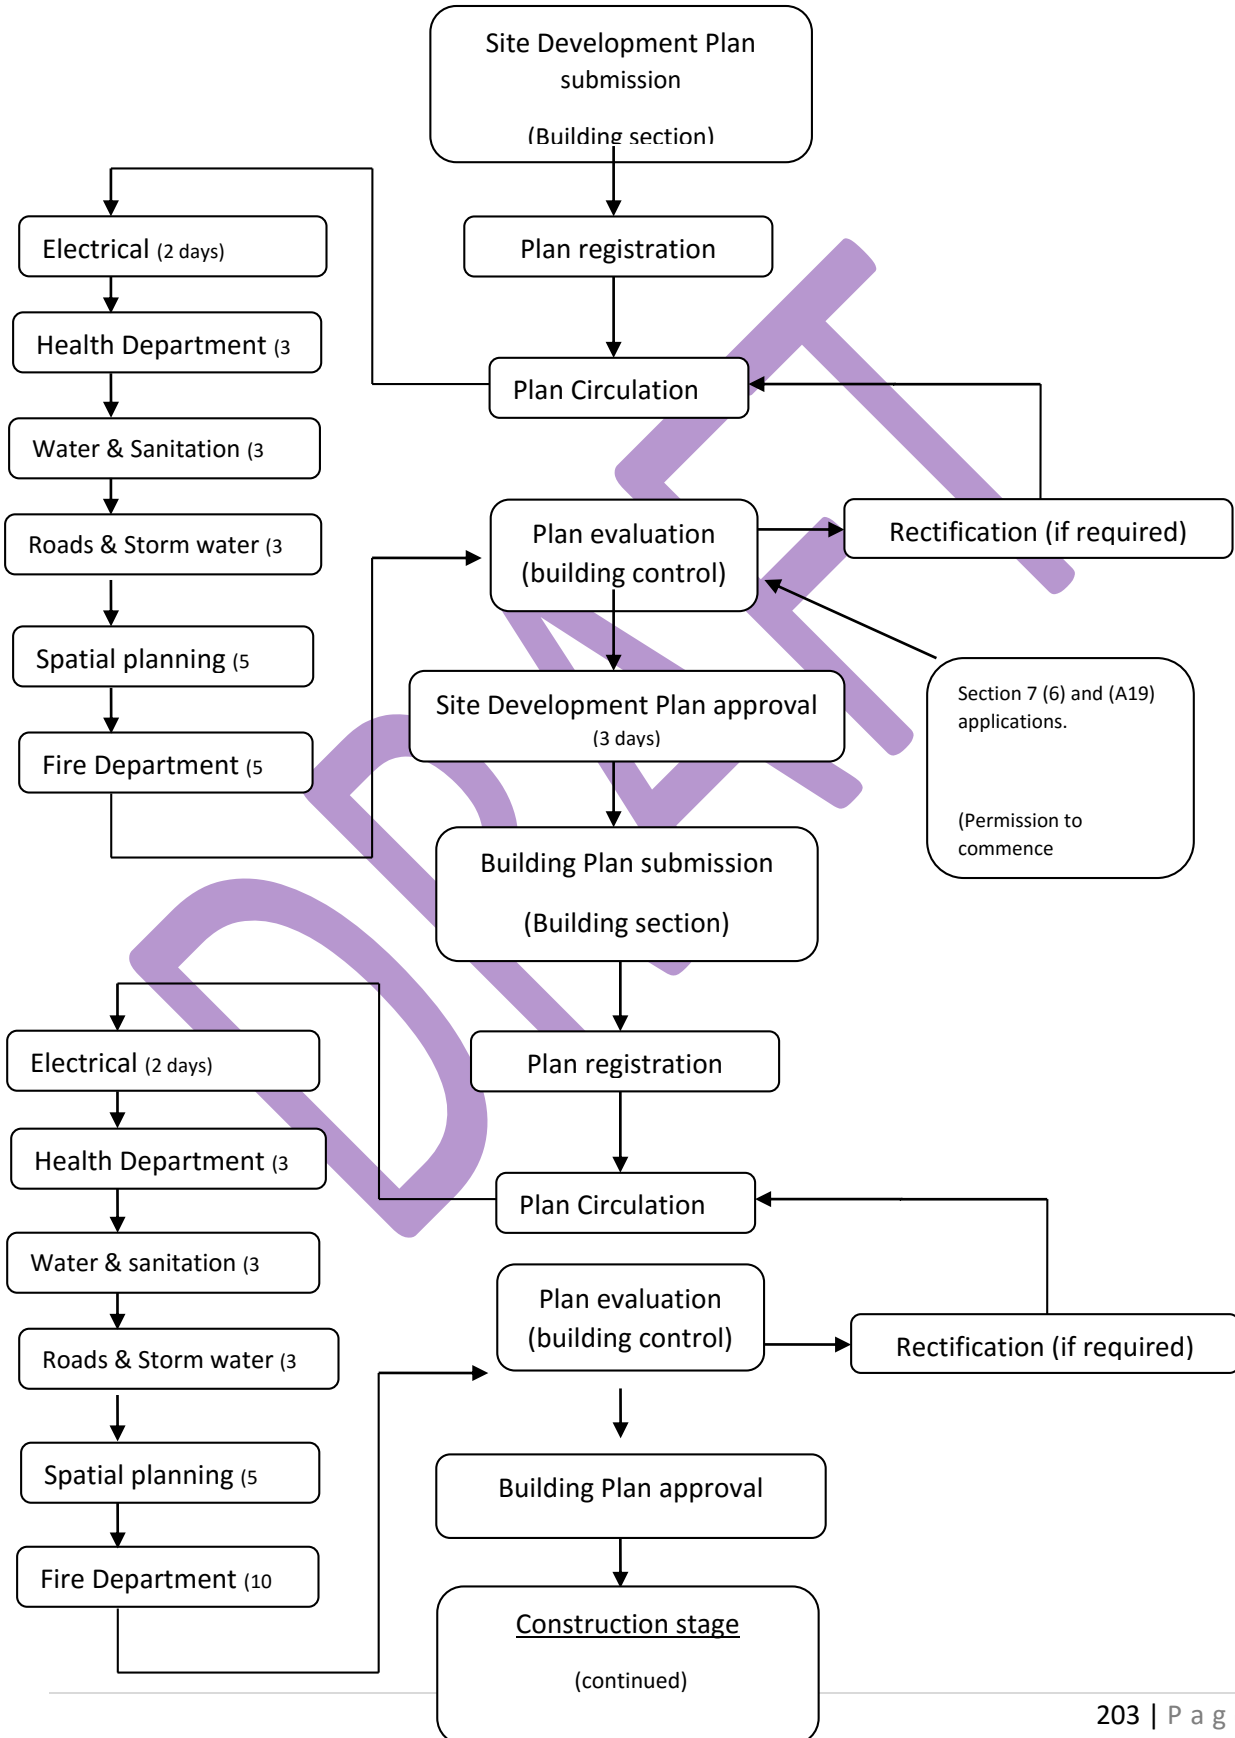 Site Development Plan
submission
(Building section)
Electrical (2 days)
Plan registration
Health Department (3
Plan Circulation
Water & Sanitation (3
Roads & Storm water (3
Plan evaluation
(building control)
Rectification (if required)
Spatial planning (5
Site Development Plan approval
(3 days)
Section 7 (6) and (A19)
applications.
(Permission to
commence
Fire Department (5
Building Plan submission
(Building section)
Electrical (2 days)
Plan registration
Health Department (3
Plan Circulation
Water & sanitation (3
Plan evaluation
(building control)
Roads & Storm water (3
Rectification (if required)
Spatial planning (5
Building Plan approval
Fire Department (10
Construction stage
(continued)
203 | P a g
DRAFT